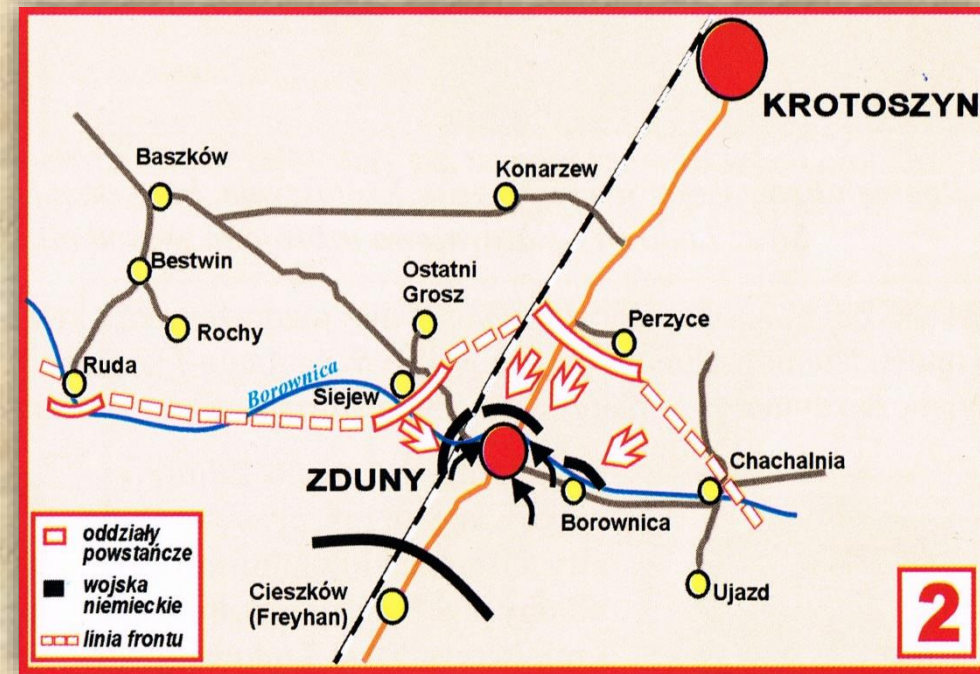 KROTOSZYN
Baszków
Konarzew
Bestwin
Ostatni
Grosz
Rochy
Perzyce
Ruda
Borownica
Siejew
ZDUNY
Chachalnia
Borownica
Cieszków
(Freyhan)
Ujazd
oddziały
powstańcze
wojska
niemieckie
linia frontu
2